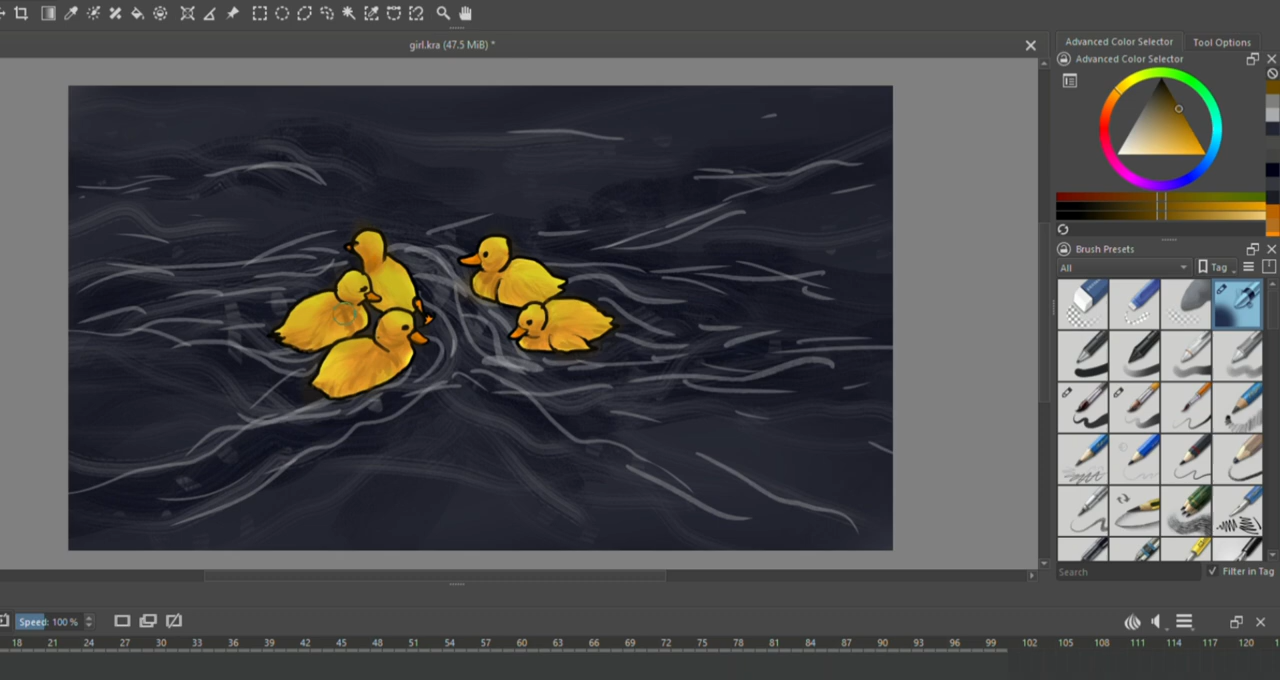 girl.kra (47.5 MiB) *
Advanced Color Selector
Tool Options
Advanced Color Selector
Brush Presets
All
Tag
Search
Filter in Tag
Speed: 100 %
18 21 24 27 30 33 36 39 42 45 48 51 54 57 60 63 66 69 72 75 78 81 84 87 90 93 96 99 102 105 108 111 114 117 120